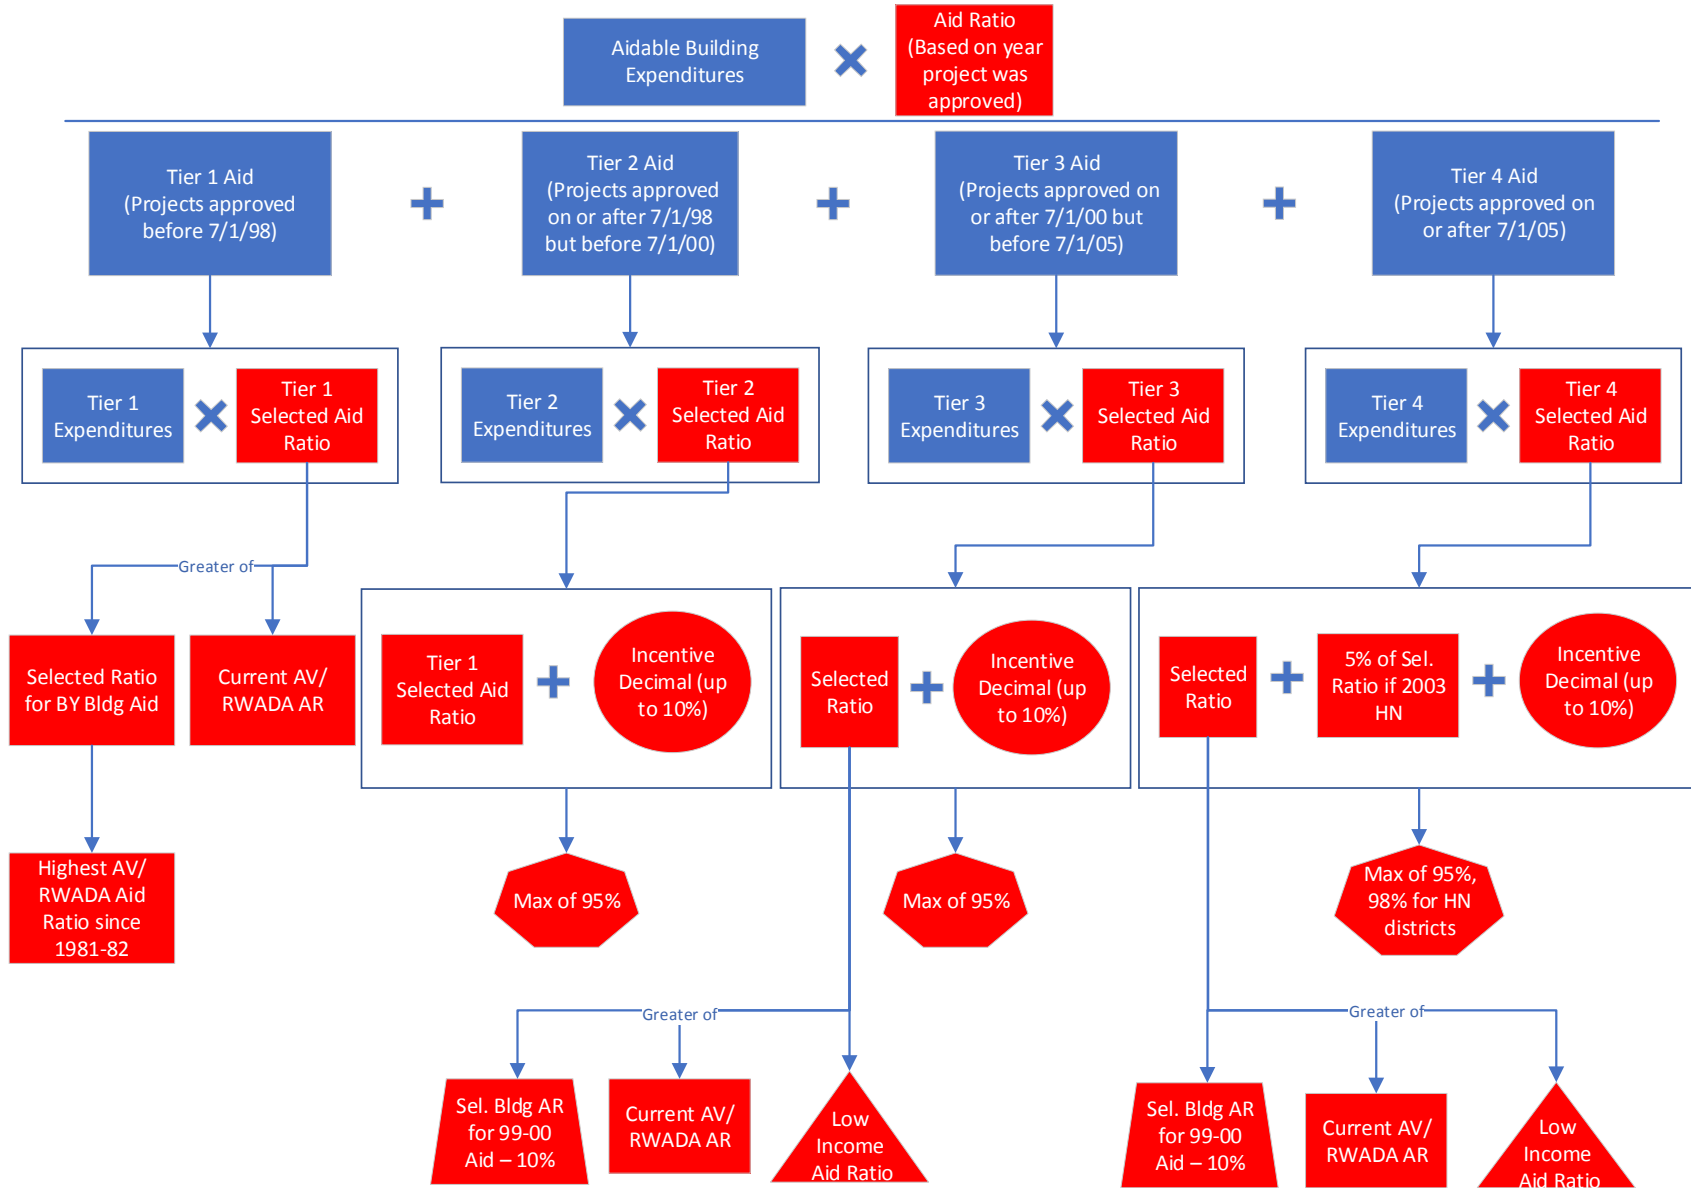 Aidable Building
Expenditures
Aid Ratio
(Based on year
project was
approved)
Tier 1 Aid
(Projects approved
before 7/1/98)
Tier 2 Aid
(Projects approved
on or after 7/1/98
but before 7/1/00)
Tier 3 Aid
(Projects approved on
or after 7/1/00 but
before 7/1/05)
Tier 4 Aid
(Projects approved on
or after 7/1/05)
Tier 1
Expenditures
Tier 1
Selected Aid
Ratio
Tier 2
Expenditures
Tier 2
Selected Aid
Ratio
Tier 3
Expenditures
Tier 3
Selected Aid
Ratio
Tier 4
Expenditures
Tier 4
Selected Aid
Ratio
Greater of
Selected Ratio
for BY Bldg Aid
Current AV/
RWADA AR
Tier 1
Selected Aid
Ratio
Incentive
Decimal (up
to 10%)
Selected
Ratio
Incentive
Decimal (up
to 10%)
Selected
Ratio
5% of Sel.
Ratio if 2003
HN
Incentive
Decimal (up
to 10%)
Highest AV/
RWADA Aid
Ratio since
1981-82
Max of 95%
Max of 95%
Max of 95%,
98% for HN
districts
Greater of
Greater of
Sel. Bldg AR
for 99-00
Aid – 10%
Current AV/
RWADA AR
Low
Income
Aid Ratio
Sel. Bldg AR
for 99-00
Aid – 10%
Current AV/
RWADA AR
Low
Income
Aid Ratio